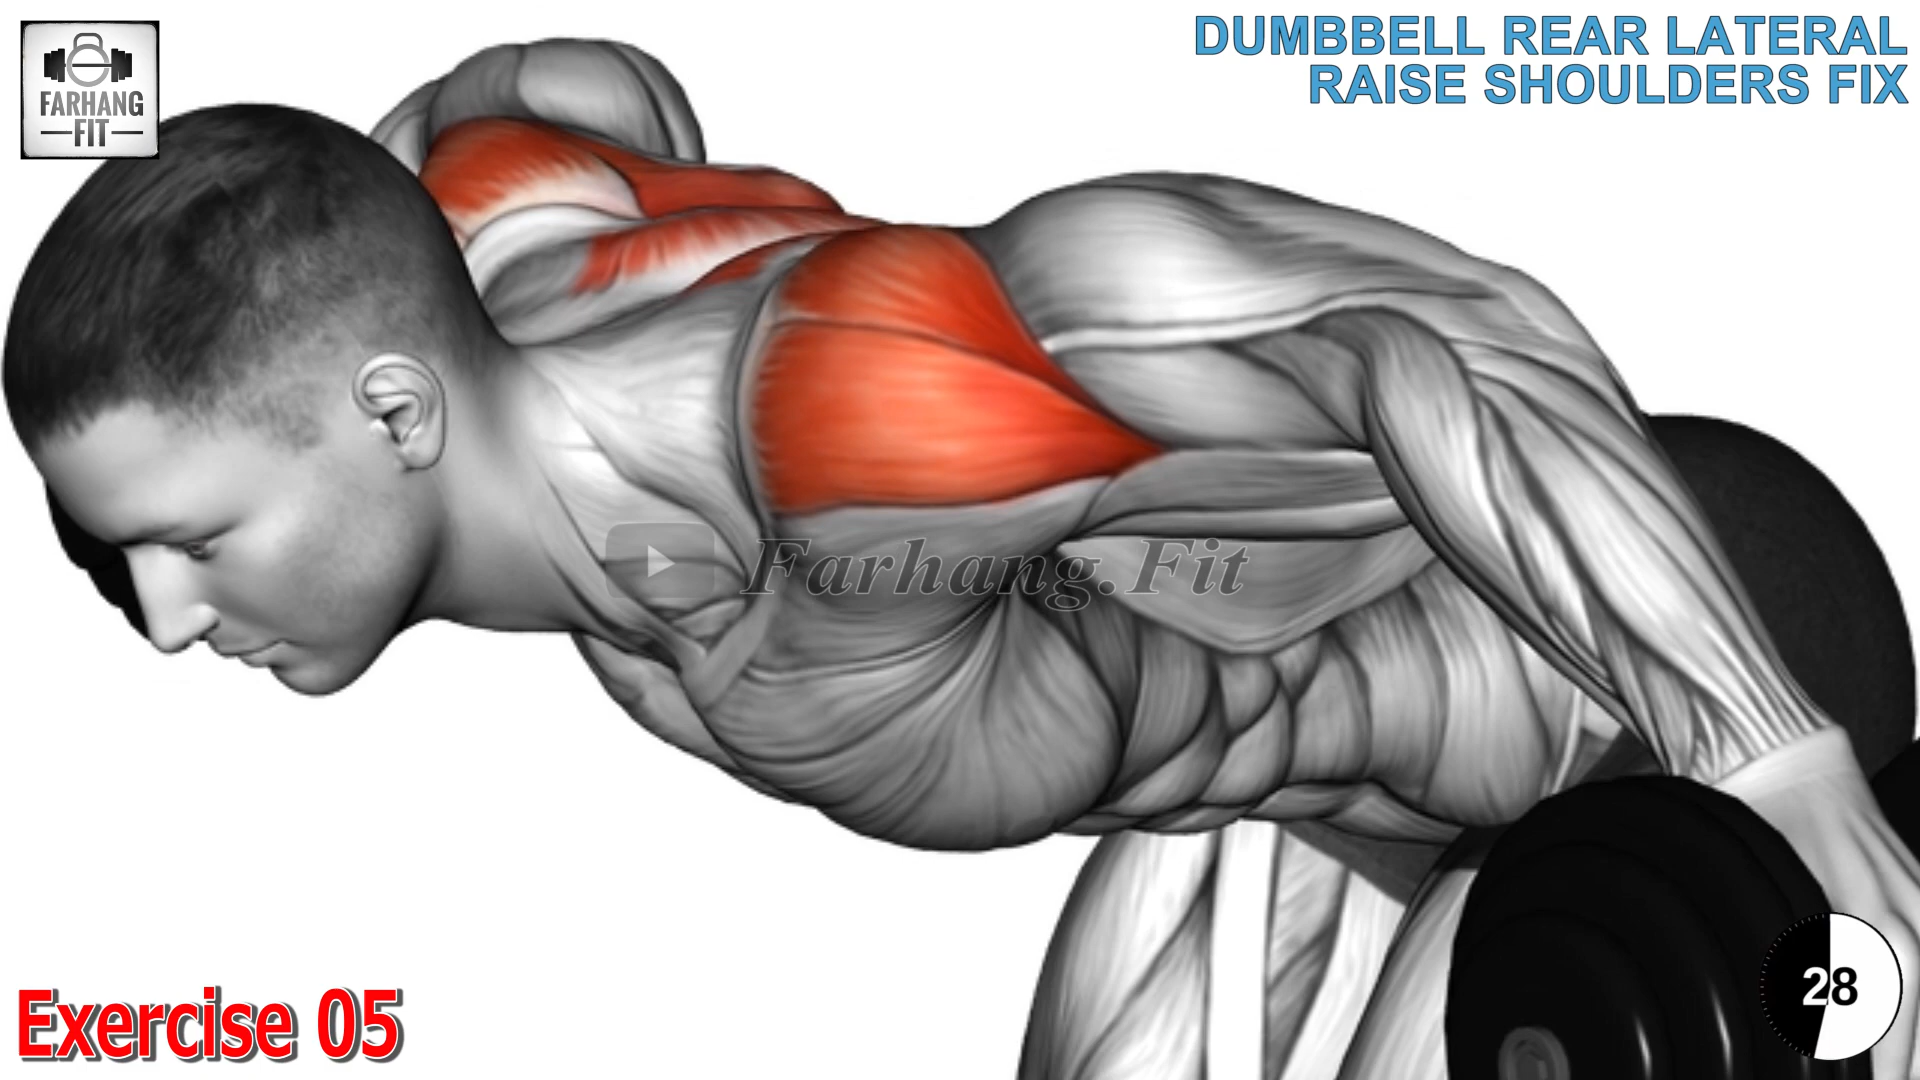 FARHANG
FIT
DUMBBELL REAR LATERAL
RAISE SHOULDERS FIX
Farhang.Fit
Exercise 05
28